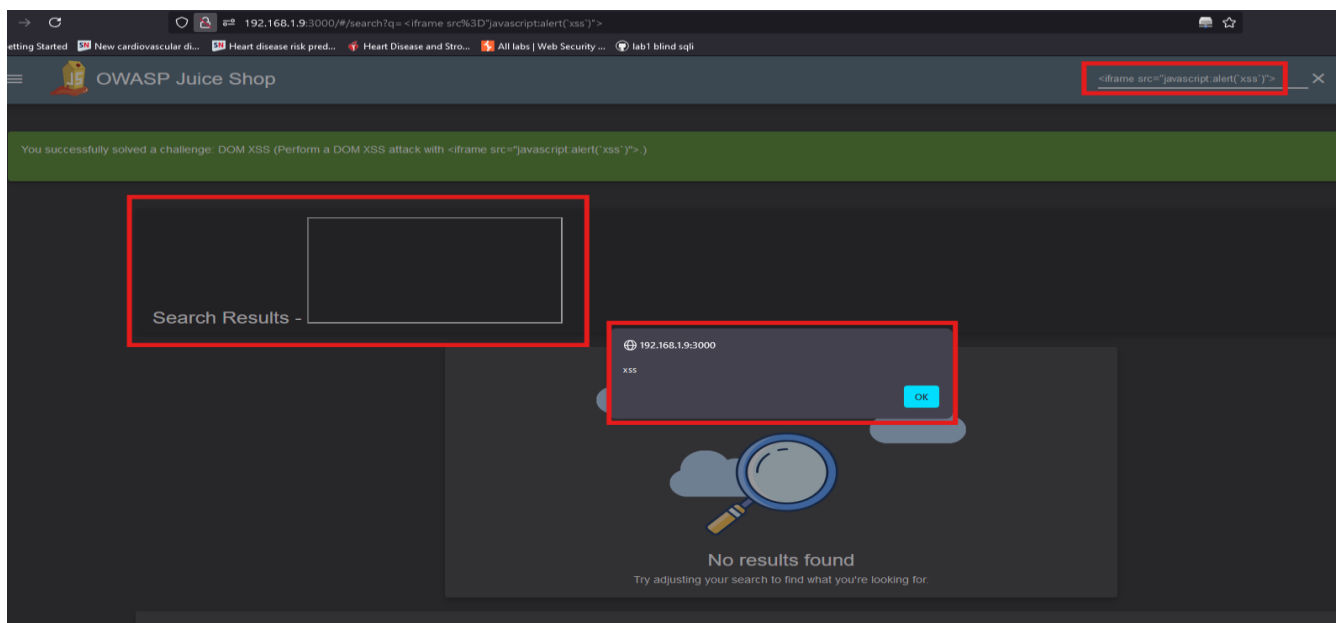 192.168.1.9:3000/#/search?q=<iframe src%3D"javascript:alert(`xss`)">
etting Started SN New cardiovascular di... SN Heart disease risk pred... Heart Disease and Stro... All labs | Web Security ... lab1 blind sqli
JS OWASP Juice Shop <iframe src="javascript:alert(`xss`)">
You successfully solved a challenge: DOM XSS (Perform a DOM XSS attack with <iframe src="javascript:alert(`xss`)">.)
Search Results -
192.168.1.9:3000
xss
OK
No results found
Try adjusting your search to find what you're looking for.